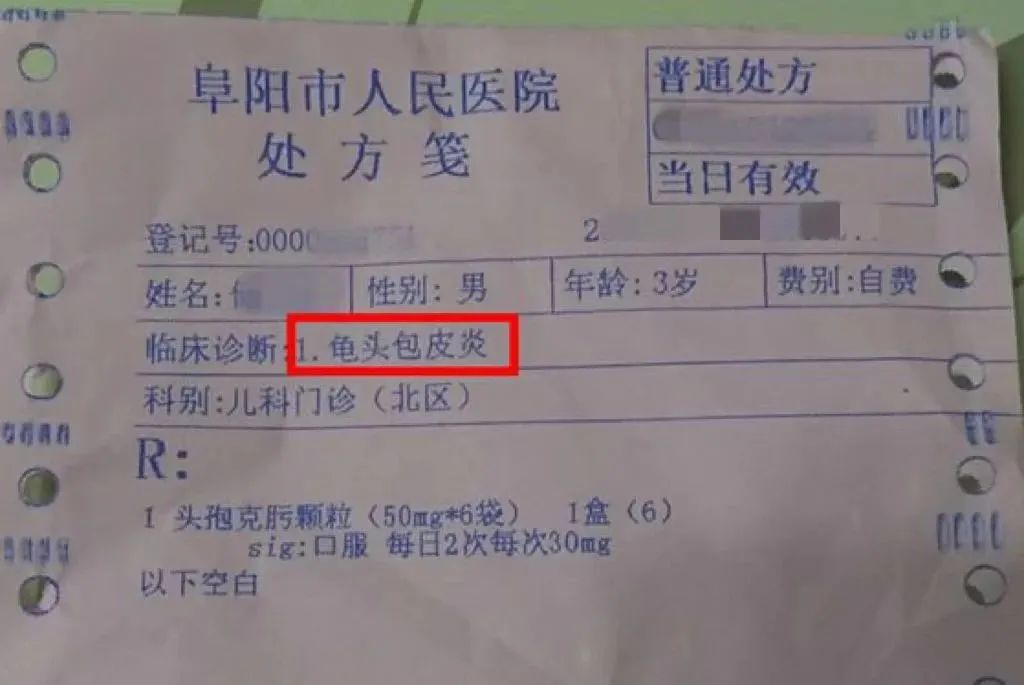 阜阳市人民医院
处方笺
普通处方
当日有效
登记号:0000
2
姓名: 性别: 男 年龄: 3岁 费别:自费
临床诊断:1.龟头包皮炎
科别:儿科门诊（北区）
R:
1 头孢克肟颗粒（50mg*6袋） 1盒（6）
sig:口服 每日2次每次30mg
以下空白